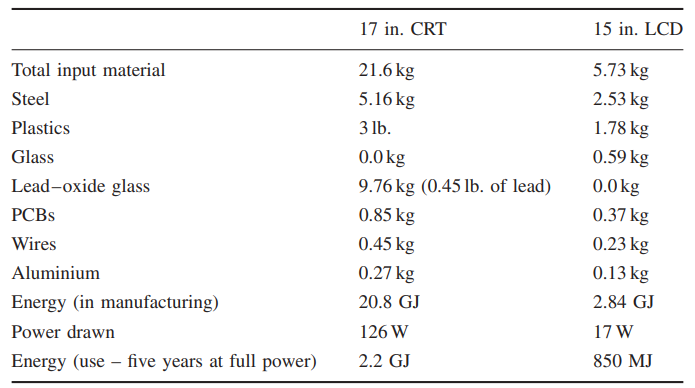 17 in. CRT 15 in. LCD
Total input material 21.6 kg 5.73 kg
Steel 5.16 kg 2.53 kg
Plastics 3 lb. 1.78 kg
Glass 0.0 kg 0.59 kg
Lead–oxide glass 9.76 kg (0.45 lb. of lead) 0.0 kg
PCBs 0.85 kg 0.37 kg
Wires 0.45 kg 0.23 kg
Aluminium 0.27 kg 0.13 kg
Energy (in manufacturing) 20.8 GJ 2.84 GJ
Power drawn 126 W 17 W
Energy (use – five years at full power) 2.2 GJ 850 MJ